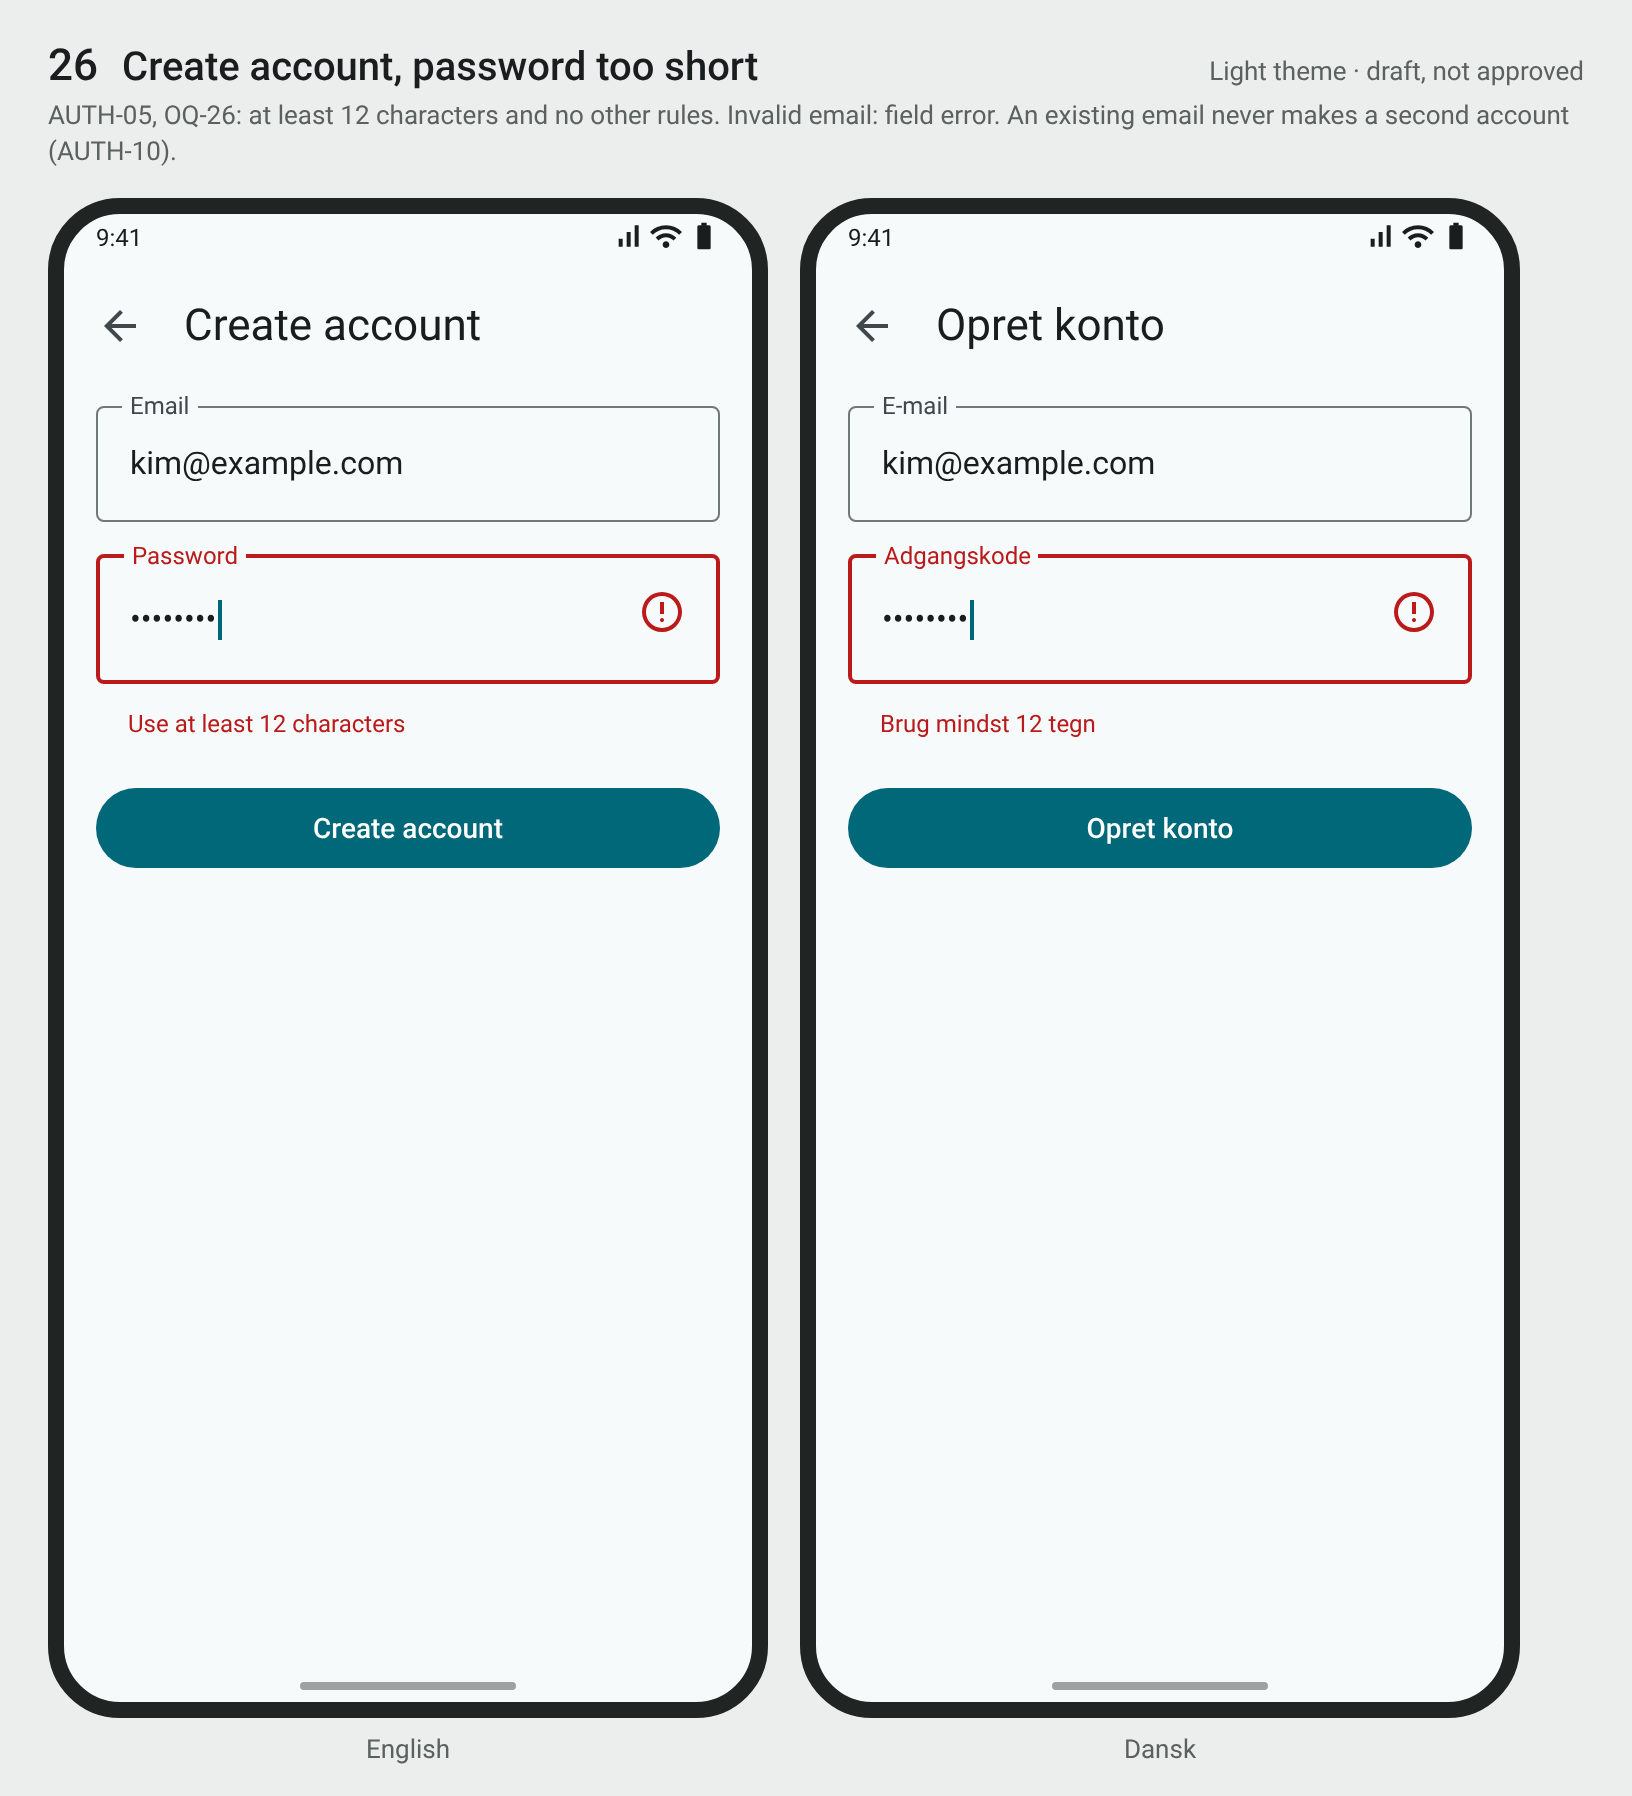 26 Create account, password too short
Light theme · draft, not approved
AUTH-05, OQ-26: at least 12 characters and no other rules. Invalid email: field error. An existing email never makes a second account
(AUTH-10).
9:41
Create account
Email
kim@example.com
Password
••••••••
Use at least 12 characters
Create account
English
9:41
Opret konto
E-mail
kim@example.com
Adgangskode
••••••••
Brug mindst 12 tegn
Opret konto
Dansk